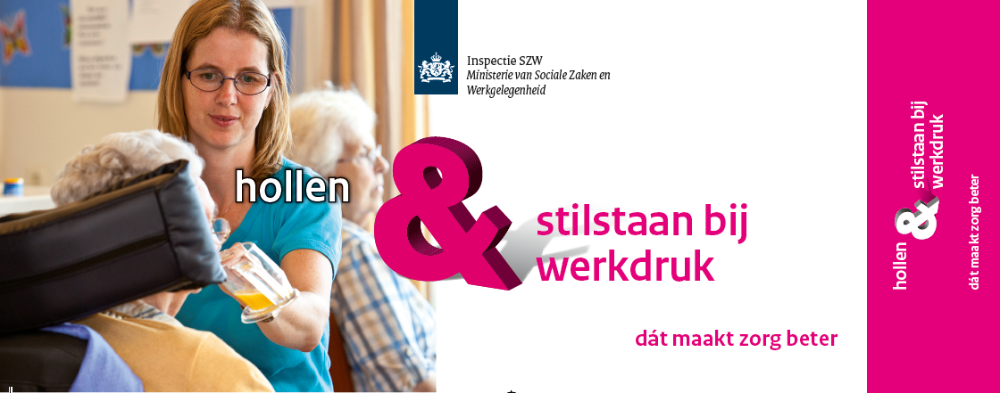 Inspectie SZW
Ministerie van Sociale Zaken en
Werkgelegenheid
hollen
&
stilstaan bij
werkdruk
dát maakt zorg beter
hollen
&
stilstaan bij
werkdruk
dát maakt zorg beter